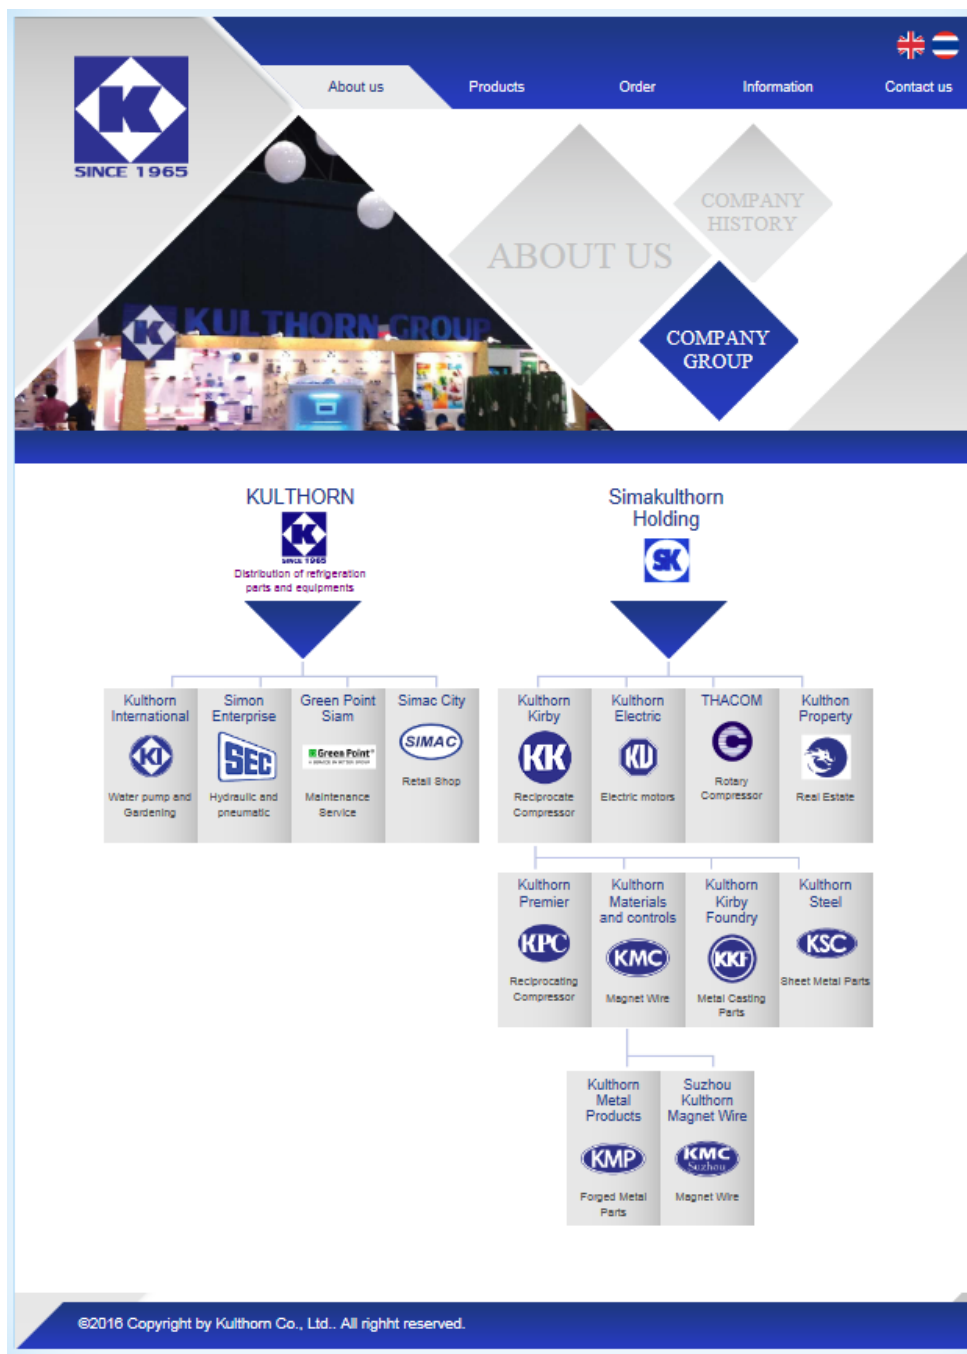 K
SINCE 1965
About us
Products
Order
Information
Contact us
ABOUT US
COMPANY
HISTORY
COMPANY
GROUP
K KULTHORN GROUP
KULTHORN
K
SINCE 1965
Distribution of refrigeration
parts and equipments
Simakulthorn
Holding
SK
Kulthorn
International
KI
Water pump and
Gardening
Simon
Enterprise
SEC
Hydraulic and
pneumatic
Green Point
Siam
Green Point
Maintenance
Service
Simac City
SIMAC
Retail Shop
Kulthorn
Kirby
KK
Reciprocate
Compressor
Kulthorn
Electric
Electric motors
THACOM
C
Rotary
Compressor
Kulthon
Property
Real Estate
Kulthorn
Premier
KPC
Reciprocating
Compressor
Kulthorn
Materials
and controls
KMC
Magnet Wire
Kulthorn
Kirby
Foundry
KKF
Metal Casting
Parts
Kulthorn
Steel
KSC
Sheet Metal Parts
Kulthorn
Metal
Products
KMP
Forged Metal
Parts
Suzhou
Kulthorn
Magnet Wire
KMC
Suzhou
Magnet Wire
©2016 Copyright by Kulthorn Co., Ltd.. All righht reserved.